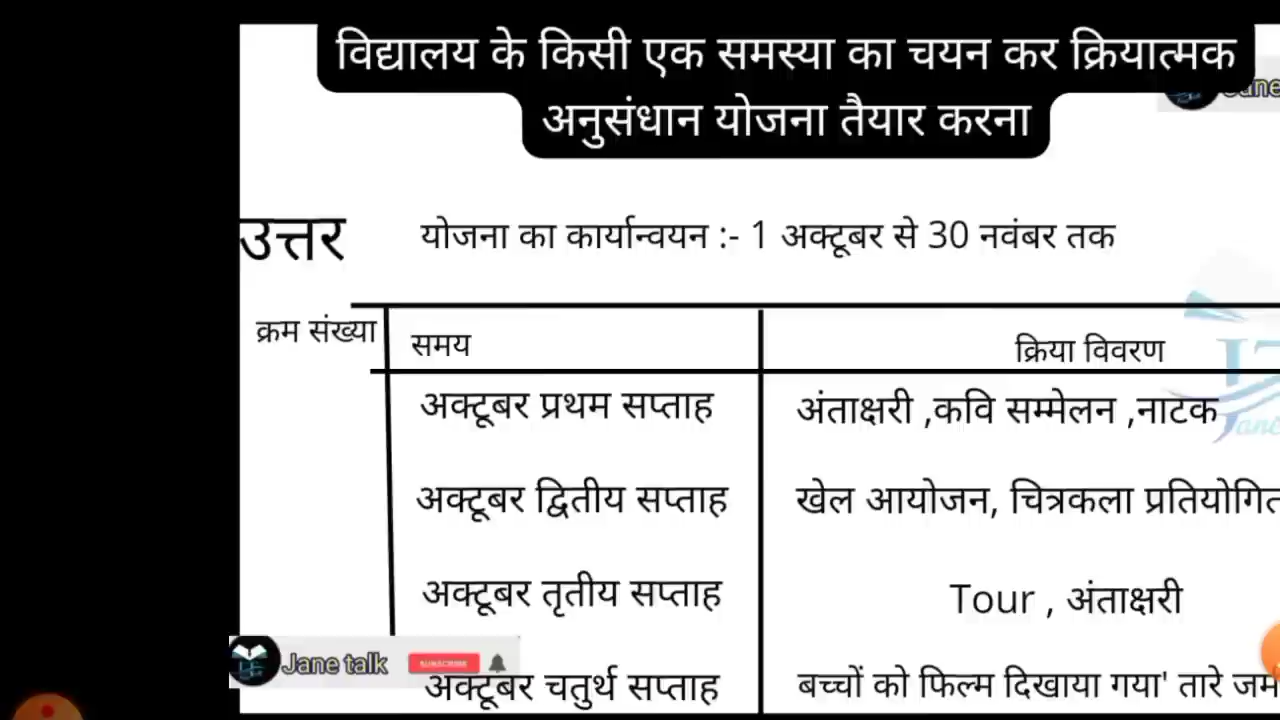 विद्यालय के किसी एक समस्या का चयन कर क्रियात्मक
अनुसंधान योजना तैयार करना
उत्तर योजना का कार्यान्वयन :- 1 अक्टूबर से 30 नवंबर तक
क्रम संख्या समय क्रिया विवरण
अक्टूबर प्रथम सप्ताह अंताक्षरी ,कवि सम्मेलन ,नाटक
अक्टूबर द्वितीय सप्ताह खेल आयोजन, चित्रकला
अक्टूबर तृतीय सप्ताह Tour , अंताक्षरी
Jane talk SUBSCRIBE
अक्टूबर चतुर्थ सप्ताह बच्चों को फिल्म दिखाया गया' तारे